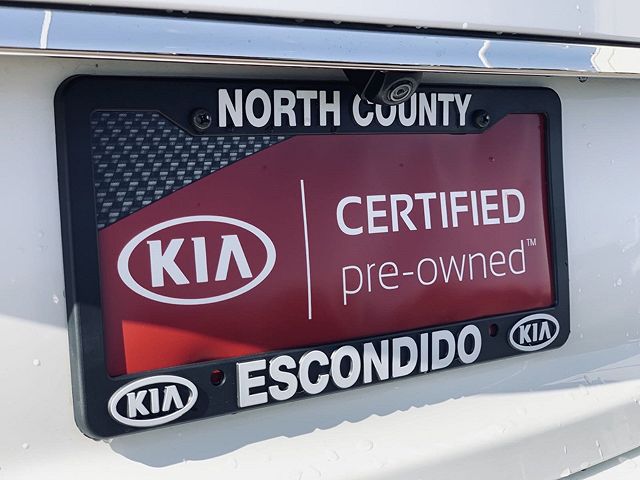 NORTH COUNTY
KIA
CERTIFIED
pre-owned™
ESCONDIDO
KIA
KIA